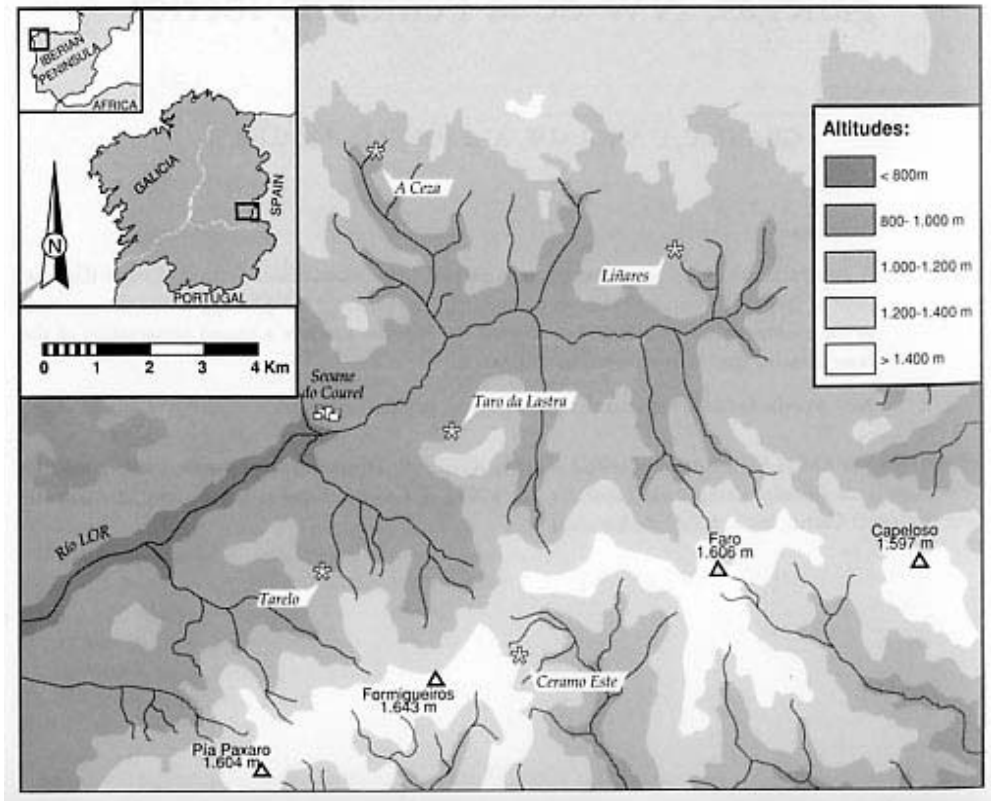 IBERIAN
PENINSULA
AFRICA
GALICIA
SPAIN
PORTUGAL
N
0 1 2 3 4 Km
Altitudes:
< 800m
800- 1.000 m
1.000-1.200 m
1.200-1.400 m
> 1.400 m
A Ceza
Liñares
Seoane
do Courel
Taro da Lastra
Río LOR
Tarelo
Faro
1.606 m
Capeloso
1.597 m
Ceramo Este
Formigueiros
1.643 m
Pía Paxaro
1.604 m